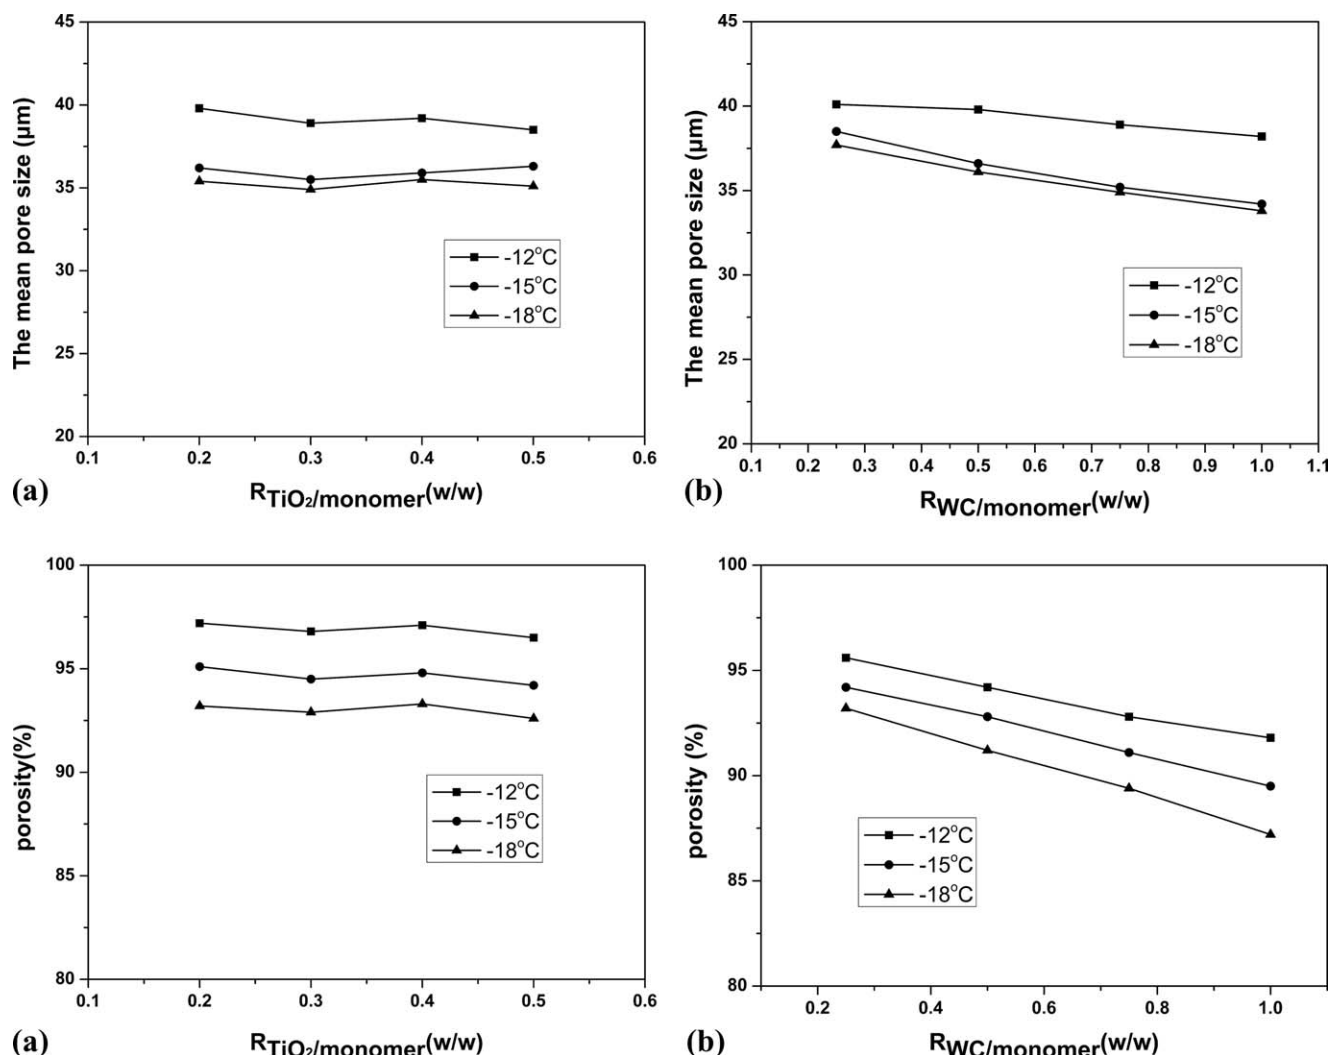 45
40
35
30
25
20
The mean pore size (μm)
-12°C
-15°C
-18°C
0.1 0.2 0.3 0.4 0.5 0.6
(a) R_TiO₂/monomer(w/w)
45
40
35
30
25
20
The mean pore size (μm)
-12°C
-15°C
-18°C
0.1 0.2 0.3 0.4 0.5 0.6 0.7 0.8 0.9 1.0 1.1
(b) R_WC/monomer(w/w)
100
95
90
85
80
porosity(%)
-12°C
-15°C
-18°C
0.1 0.2 0.3 0.4 0.5 0.6
(a) R_TiO₂/monomer(w/w)
100
95
90
85
80
porosity (%)
-12°C
-15°C
-18°C
0.2 0.4 0.6 0.8 1.0
(b) R_WC/monomer(w/w)